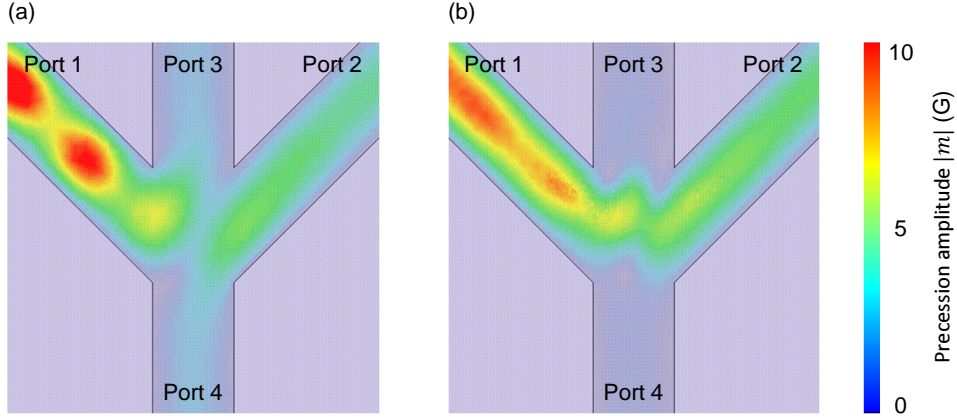 (a)
Port 1
Port 3
Port 2
Port 4
(b)
Port 1
Port 3
Port 2
Port 4
10
5
0
Precession amplitude |m| (G)